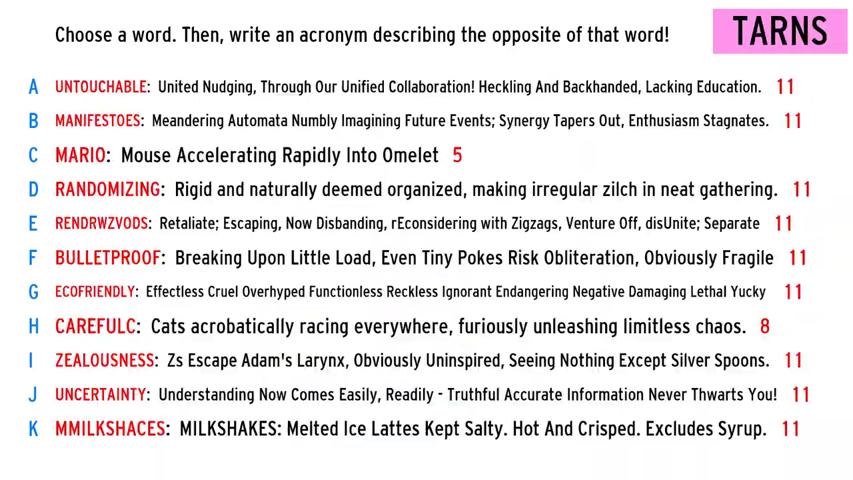 Choose a word. Then, write an acronym describing the opposite of that word!
TARNS
A UNTOUCHABLE: United Nudging, Through Our Unified Collaboration! Heckling And Backhanded, Lacking Education. 11
B MANIFESTOES: Meandering Automata Numbly Imagining Future Events; Synergy Tapers Out, Enthusiasm Stagnates. 11
C MARIO: Mouse Accelerating Rapidly Into Omelet 5
D RANDOMIZING: Rigid and naturally deemed organized, making irregular zilch in neat gathering. 11
E RENDRWZVODS: Retaliate; Escaping, Now Disbanding, rEconsidering with Zigzags, Venture Off, disUnite; Separate 11
F BULLETPROOF: Breaking Upon Little Load, Even Tiny Pokes Risk Obliteration, Obviously Fragile 11
G ECOFRIENDLY: Effectless Cruel Overhyped Functionless Reckless Ignorant Endangering Negative Damaging Lethal Yucky 11
H CAREFULC: Cats acrobatically racing everywhere, furiously unleashing limitless chaos. 8
I ZEALOUSNESS: Zs Escape Adam's Larynx, Obviously Uninspired, Seeing Nothing Except Silver Spoons. 11
J UNCERTAINTY: Understanding Now Comes Easily, Readily - Truthful Accurate Information Never Thwarts You! 11
K MMILKSHACES: MILKSHAKES: Melted Ice Lattes Kept Salty. Hot And Crisped. Excludes Syrup. 11